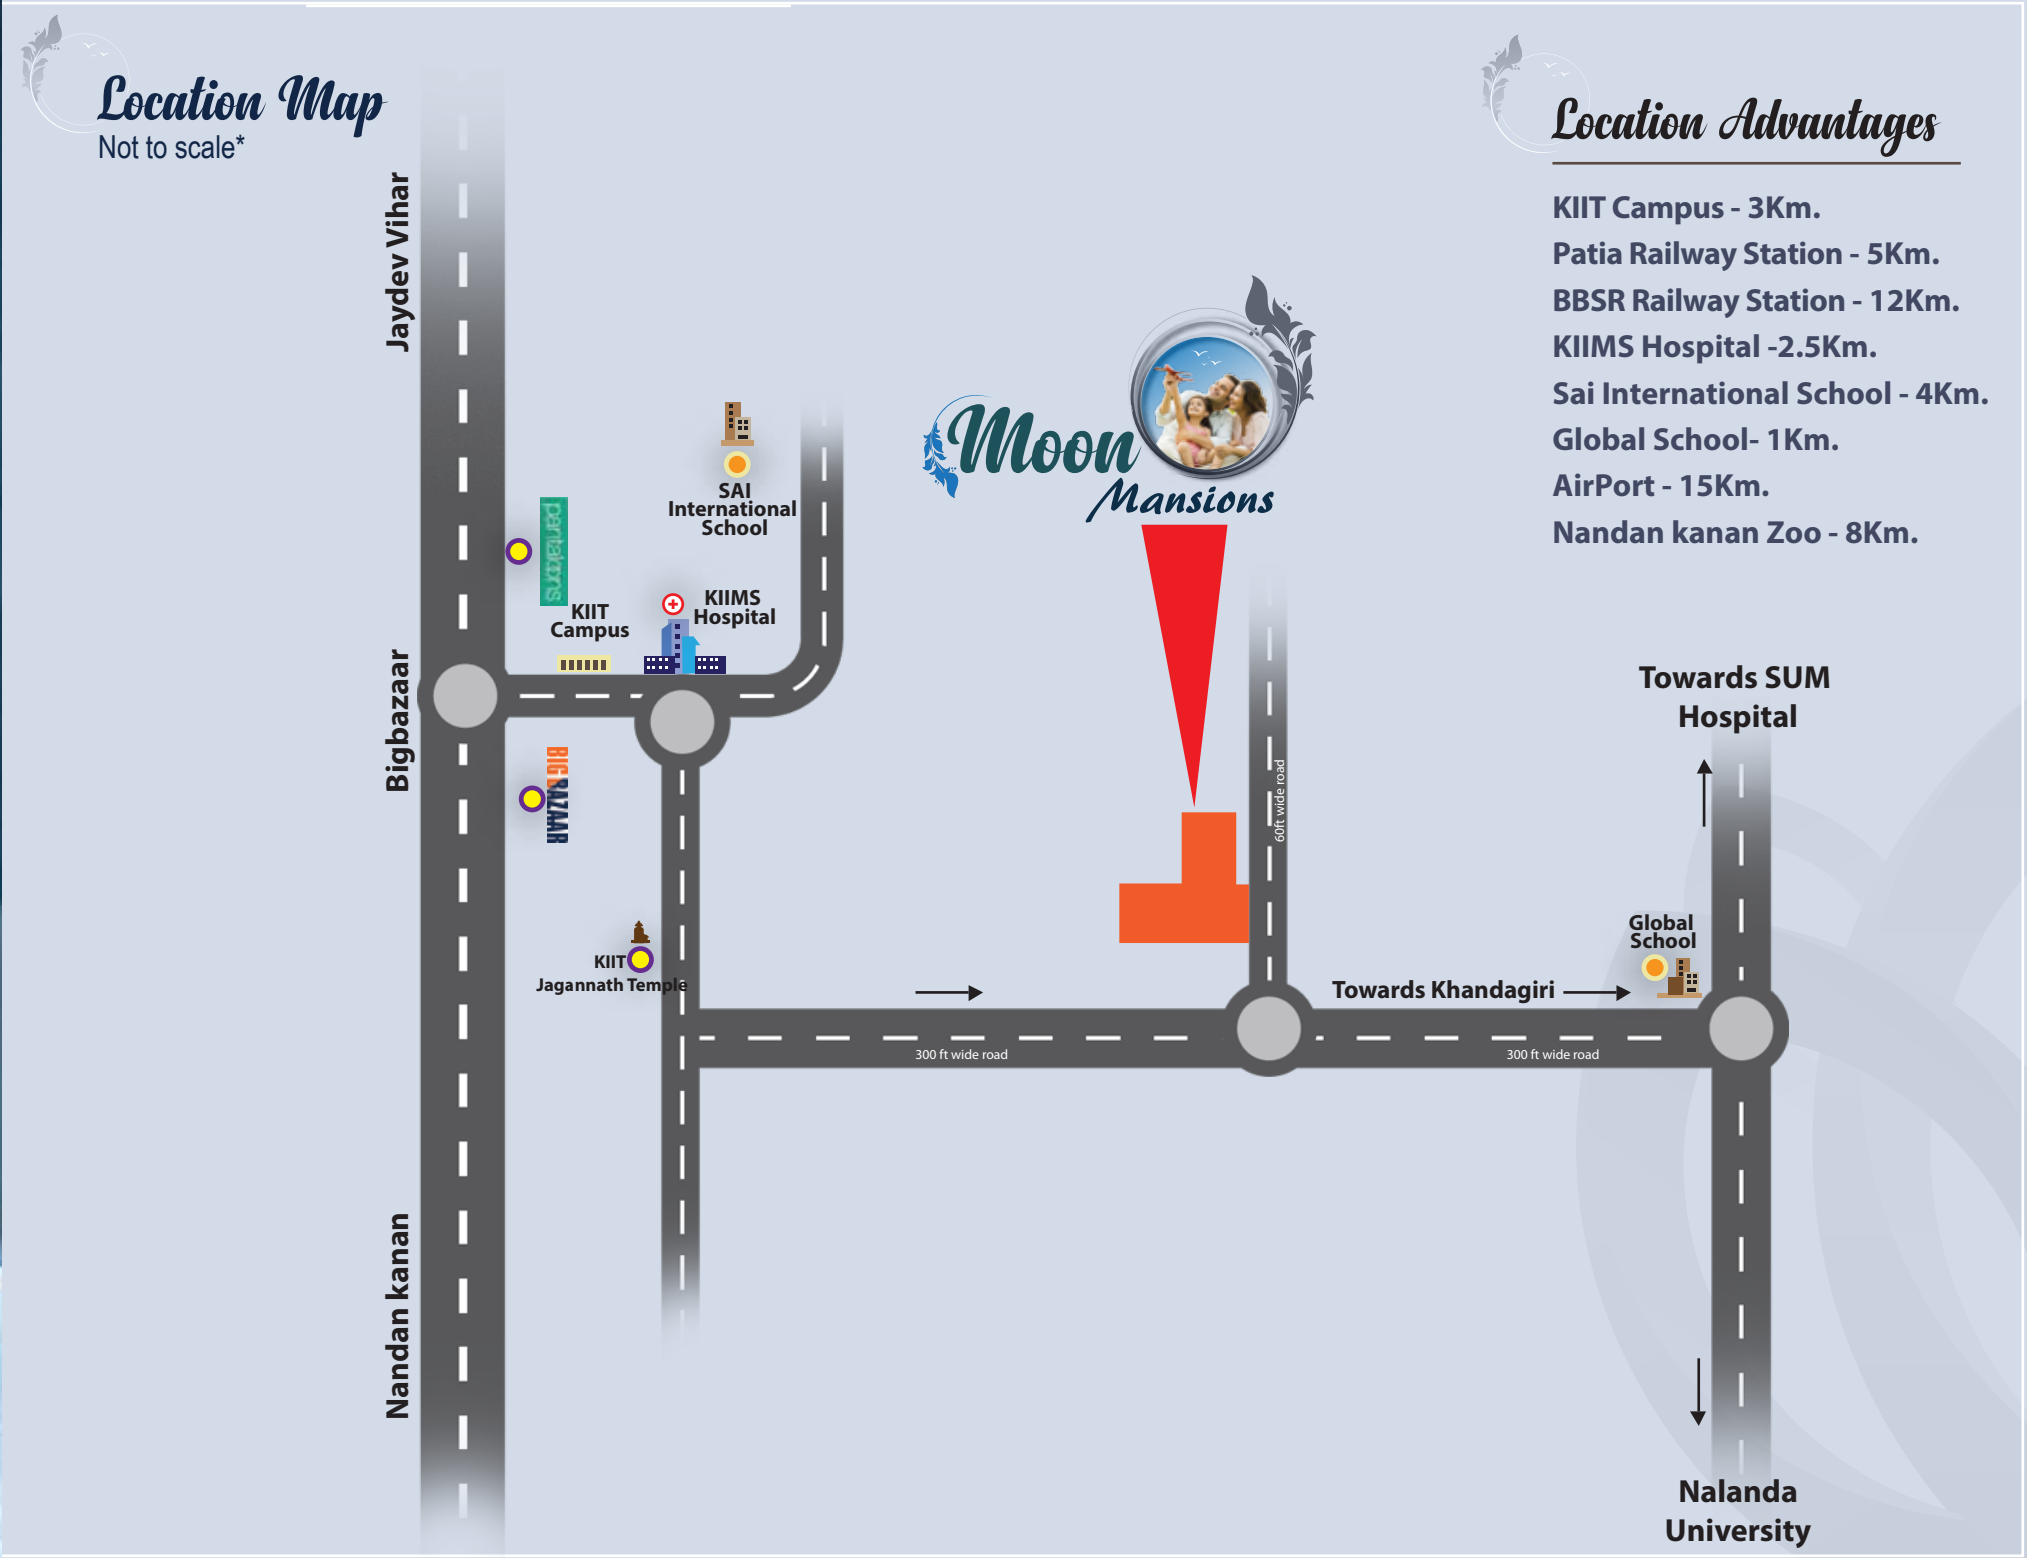 Location Map
Not to scale*
Location Advantages
KIIT Campus - 3Km.
Patia Railway Station - 5Km.
BBSR Railway Station - 12Km.
KIIMS Hospital -2.5Km.
Sai International School - 4Km.
Global School- 1Km.
AirPort - 15Km.
Nandan kanan Zoo - 8Km.
Jaydev Vihar
Moon
Mansions
SAI
International
School
pantaloons
KIIT
Campus
KIIMS
Hospital
Bigbazaar
BIG BAZAAR
60ft wide road
Towards SUM
Hospital
Global
School
KIIT
Jagannath Temple
Towards Khandagiri
300 ft wide road
300 ft wide road
Nandan kanan
Nalanda
University